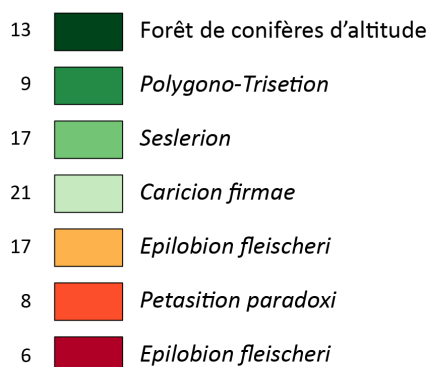 13 Forêt de conifères d’altitude
9 Polygono-Trisetion
17 Seslerion
21 Caricion firmae
17 Epilobion fleischeri
8 Petasition paradoxi
6 Epilobion fleischeri